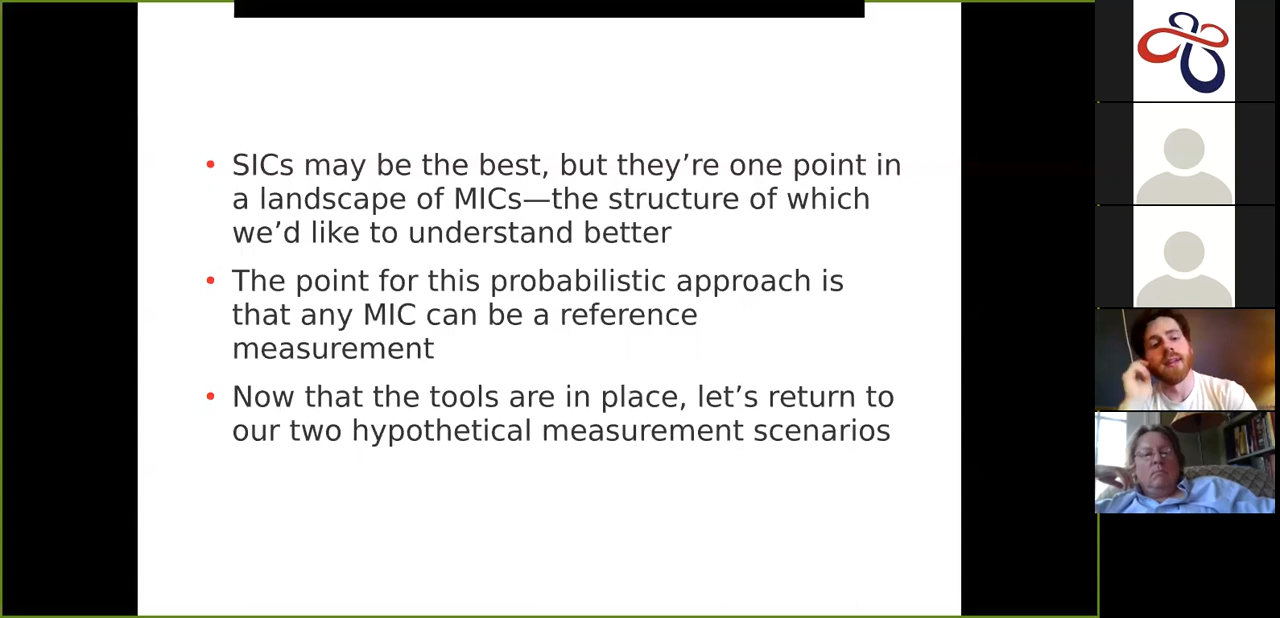 SICs may be the best, but they’re one point in
a landscape of MICs—the structure of which
we’d like to understand better
The point for this probabilistic approach is
that any MIC can be a reference
measurement
Now that the tools are in place, let’s return to
our two hypothetical measurement scenarios